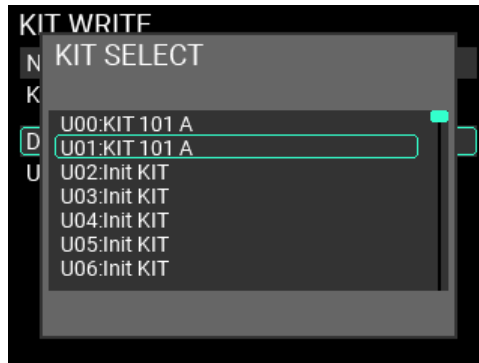 KIT WRITE
KIT SELECT
N
K
U00:KIT 101 A
D
U01:KIT 101 A
U
U02:Init KIT
U03:Init KIT
U04:Init KIT
U05:Init KIT
U06:Init KIT